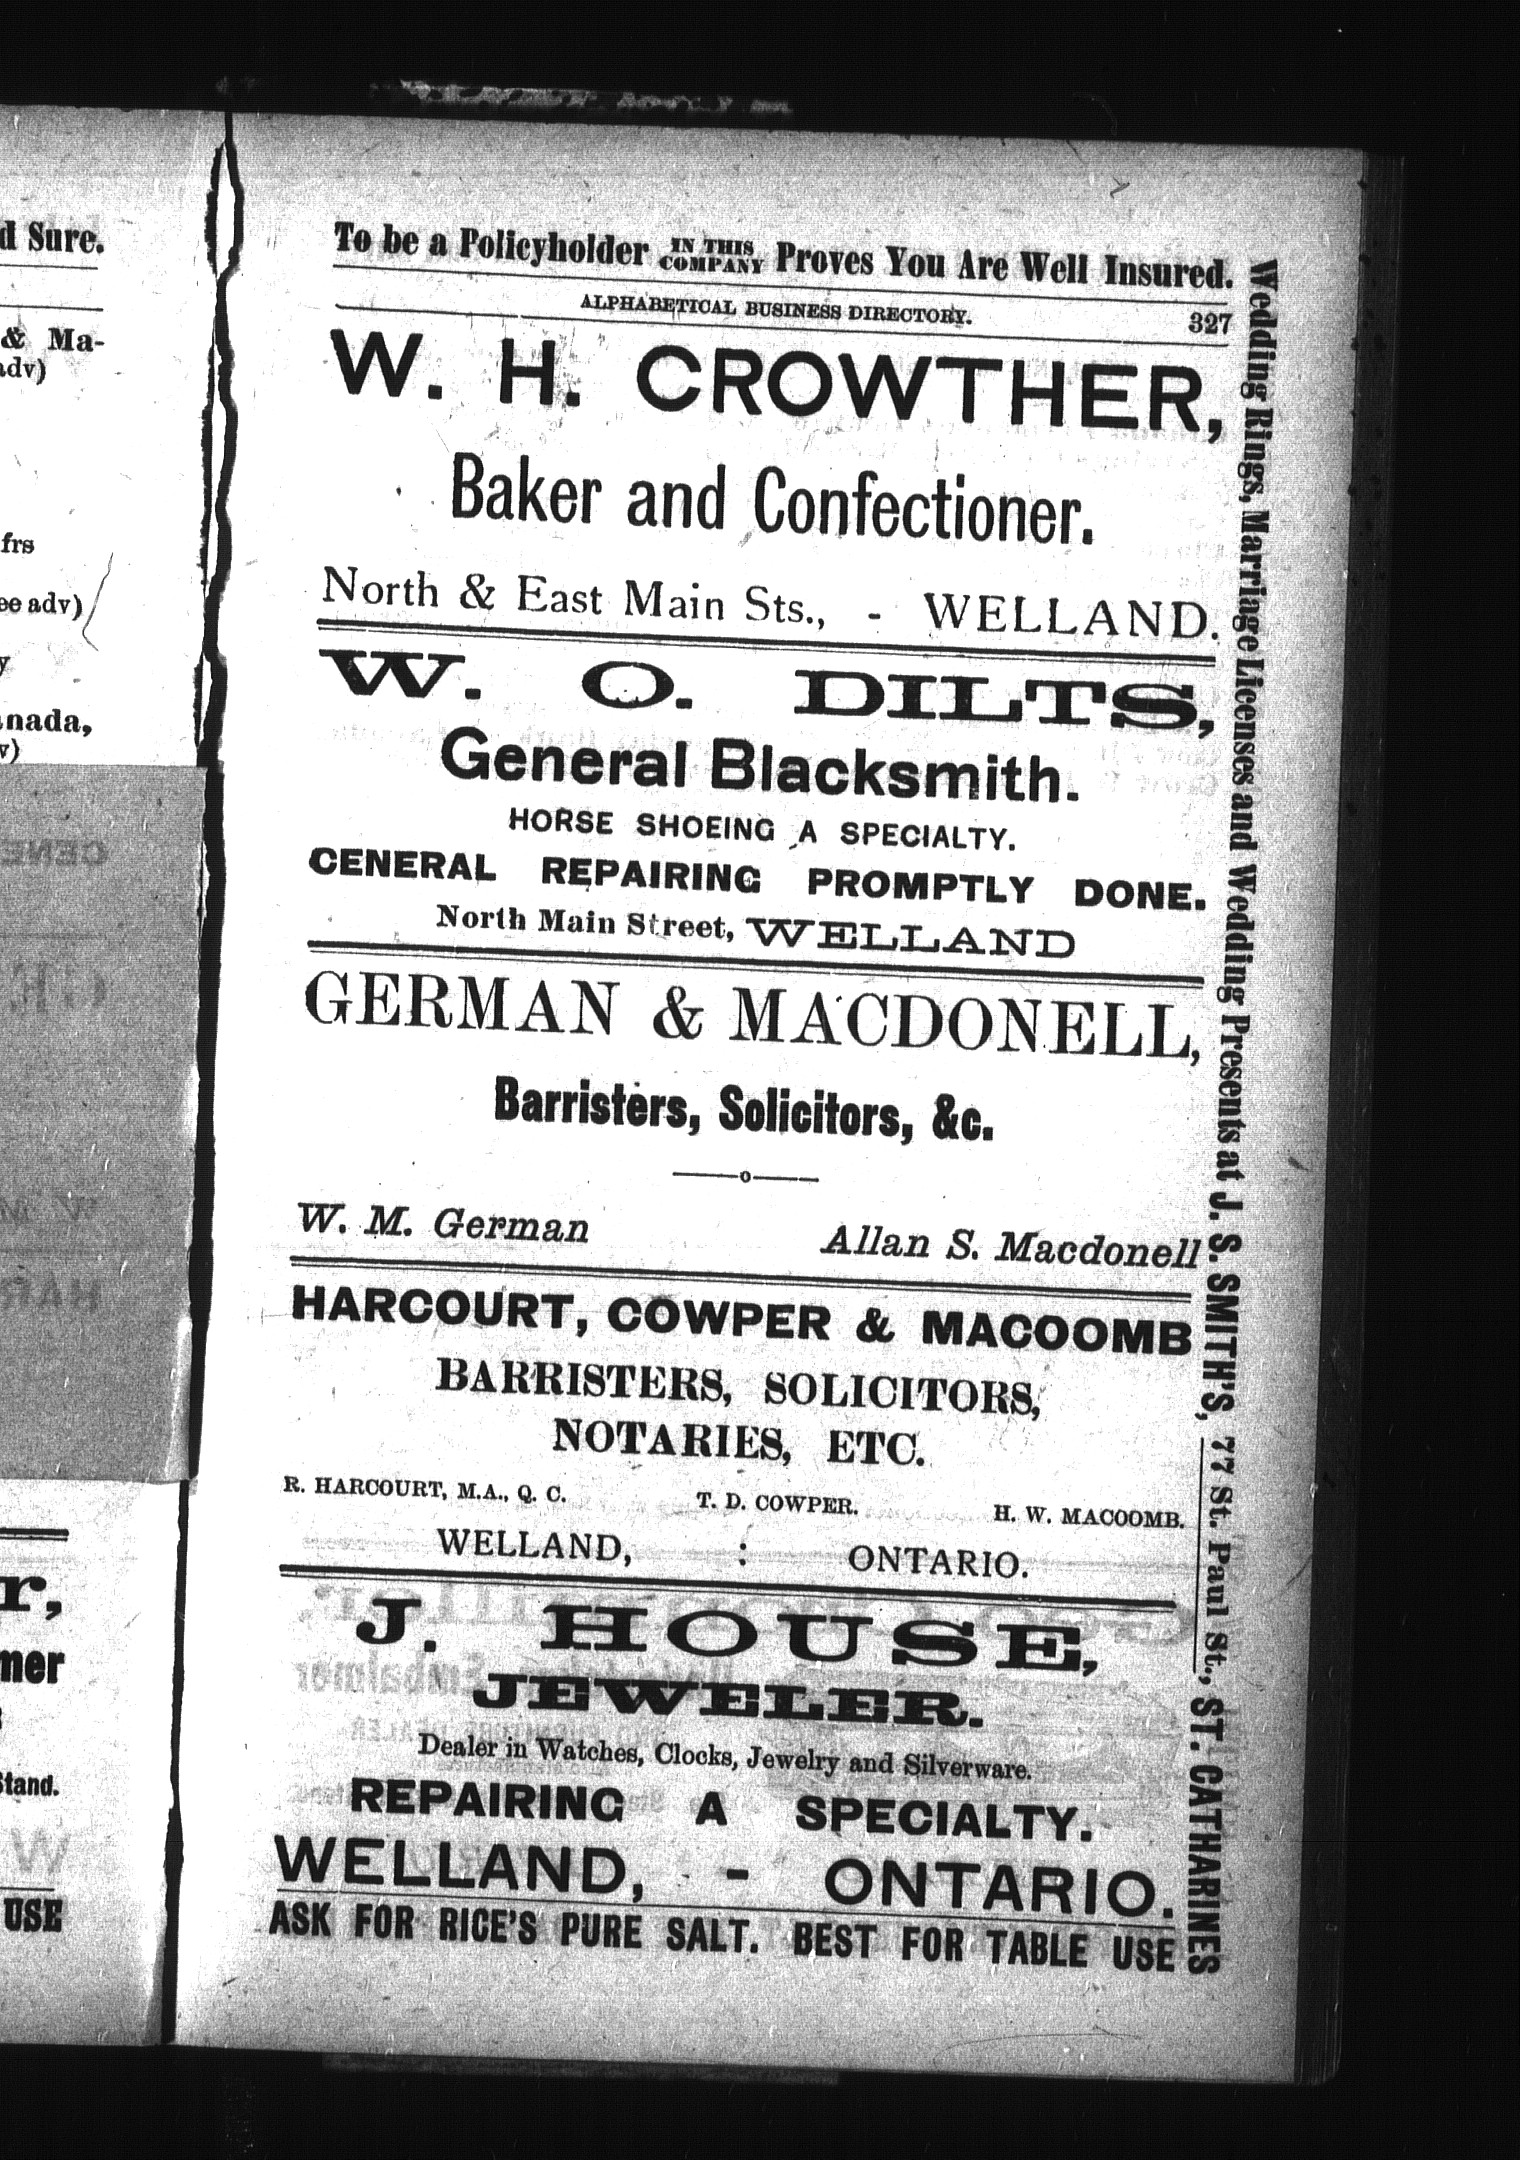 d Sure.
& Ma-
adv)
frs
ee adv)
y
nada,
v)
r,
mer
Stand.
USE
To be a Policyholder IN THIS COMPANY Proves You Are Well Insured.
ALPHABETICAL BUSINESS DIRECTORY. 327
W. H. CROWTHER,
Baker and Confectioner.
North & East Main Sts., - WELLAND.
W. O. DILTS,
General Blacksmith.
HORSE SHOEING A SPECIALTY.
GENERAL REPAIRING PROMPTLY DONE.
North Main Street, WELLAND
GERMAN & MACDONELL,
Barristers, Solicitors, &c.
W. M. German Allan S. Macdonell
HARCOURT, COWPER & MACOOMB
BARRISTERS, SOLICITORS,
NOTARIES, ETC.
R. HARCOURT, M.A., Q. C. T. D. COWPER. H. W. MACOOMB.
WELLAND, : ONTARIO.
J. HOUSE,
JEWELER.
Dealer in Watches, Clocks, Jewelry and Silverware.
REPAIRING A SPECIALTY.
WELLAND, - ONTARIO.
ASK FOR RICE'S PURE SALT. BEST FOR TABLE USE
Wedding Rings, Marriage Licenses and Wedding Presents at J. S. SMITH'S, 77 St. Paul St., ST. CATHARINES